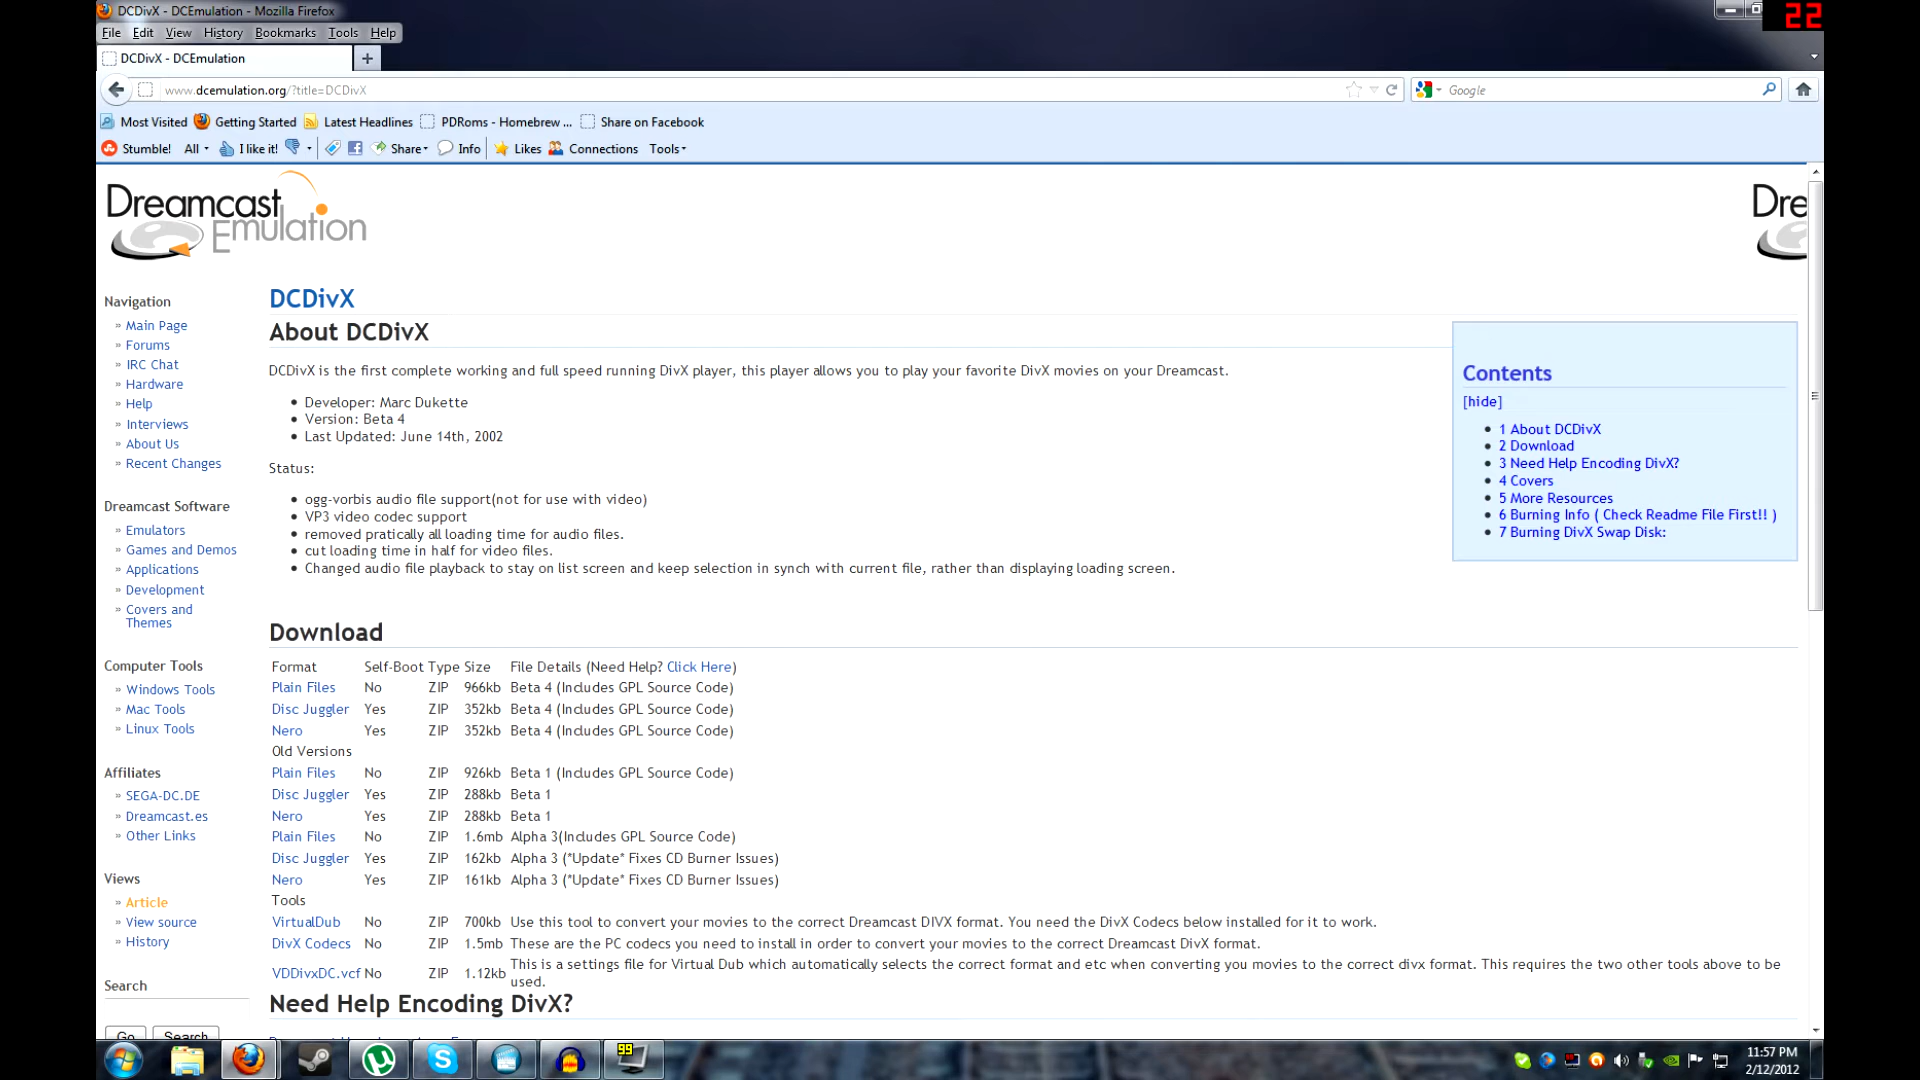 DCDivX - DCEmulation - Mozilla Firefox
22
File Edit View History Bookmarks Tools Help
DCDivX - DCEmulation
www.dcemulation.org/?title=DCDivX
Google
Most Visited Getting Started Latest Headlines PDRoms - Homebrew ... Share on Facebook
Stumble! All I like it! Share Info Likes Connections Tools
Dreamcast
Emulation
Dre
Navigation
» Main Page
» Forums
» IRC Chat
» Hardware
» Help
» Interviews
» About Us
» Recent Changes
Dreamcast Software
» Emulators
» Games and Demos
» Applications
» Development
» Covers and
Themes
Computer Tools
» Windows Tools
» Mac Tools
» Linux Tools
Affiliates
» SEGA-DC.DE
» Dreamcast.es
» Other Links
Views
» Article
» View source
» History
Search
Go Search
DCDivX
About DCDivX
DCDivX is the first complete working and full speed running DivX player, this player allows you to play your favorite DivX movies on your Dreamcast.
• Developer: Marc Dukette
• Version: Beta 4
• Last Updated: June 14th, 2002
Status:
• ogg-vorbis audio file support(not for use with video)
• VP3 video codec support
• removed pratically all loading time for audio files.
• cut loading time in half for video files.
• Changed audio file playback to stay on list screen and keep selection in synch with current file, rather than displaying loading screen.
Contents
[hide]
• 1 About DCDivX
• 2 Download
• 3 Need Help Encoding DivX?
• 4 Covers
• 5 More Resources
• 6 Burning Info ( Check Readme File First!! )
• 7 Burning DivX Swap Disk:
Download
Format Self-Boot Type Size File Details (Need Help? Click Here)
Plain Files No ZIP 966kb Beta 4 (Includes GPL Source Code)
Disc Juggler Yes ZIP 352kb Beta 4 (Includes GPL Source Code)
Nero Yes ZIP 352kb Beta 4 (Includes GPL Source Code)
Old Versions
Plain Files No ZIP 926kb Beta 1 (Includes GPL Source Code)
Disc Juggler Yes ZIP 288kb Beta 1
Nero Yes ZIP 288kb Beta 1
Plain Files No ZIP 1.6mb Alpha 3(Includes GPL Source Code)
Disc Juggler Yes ZIP 162kb Alpha 3 (*Update* Fixes CD Burner Issues)
Nero Yes ZIP 161kb Alpha 3 (*Update* Fixes CD Burner Issues)
Tools
VirtualDub No ZIP 700kb Use this tool to convert your movies to the correct Dreamcast DIVX format. You need the DivX Codecs below installed for it to work.
DivX Codecs No ZIP 1.5mb These are the PC codecs you need to install in order to convert your movies to the correct Dreamcast DivX format.
VDDivxDC.vcf No ZIP 1.12kb This is a settings file for Virtual Dub which automatically selects the correct format and etc when converting you movies to the correct divx format. This requires the two other tools above to be
used.
Need Help Encoding DivX?
99
11:57 PM
2/12/2012